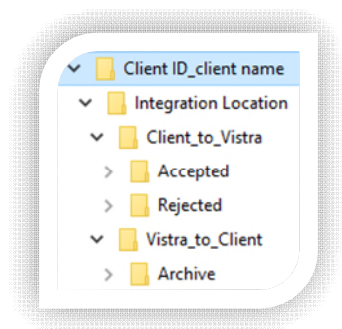 Client ID_client name
Integration Location
Client_to_Vistra
Accepted
Rejected
Vistra_to_Client
Archive